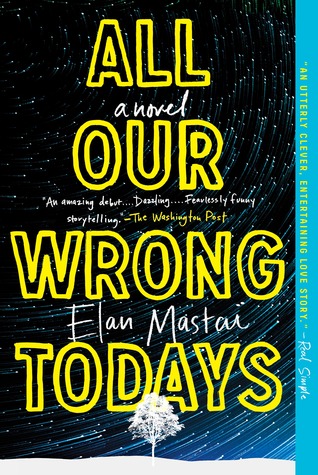 ALL
a novel
OUR
"An amazing debut....Dazzling....Fearlessly funny
storytelling."—The Washington Post
WRONG
Elan Mastai
TODAYS
"AN UTTERLY CLEVER, ENTERTAINING LOVE STORY." —Real Simple